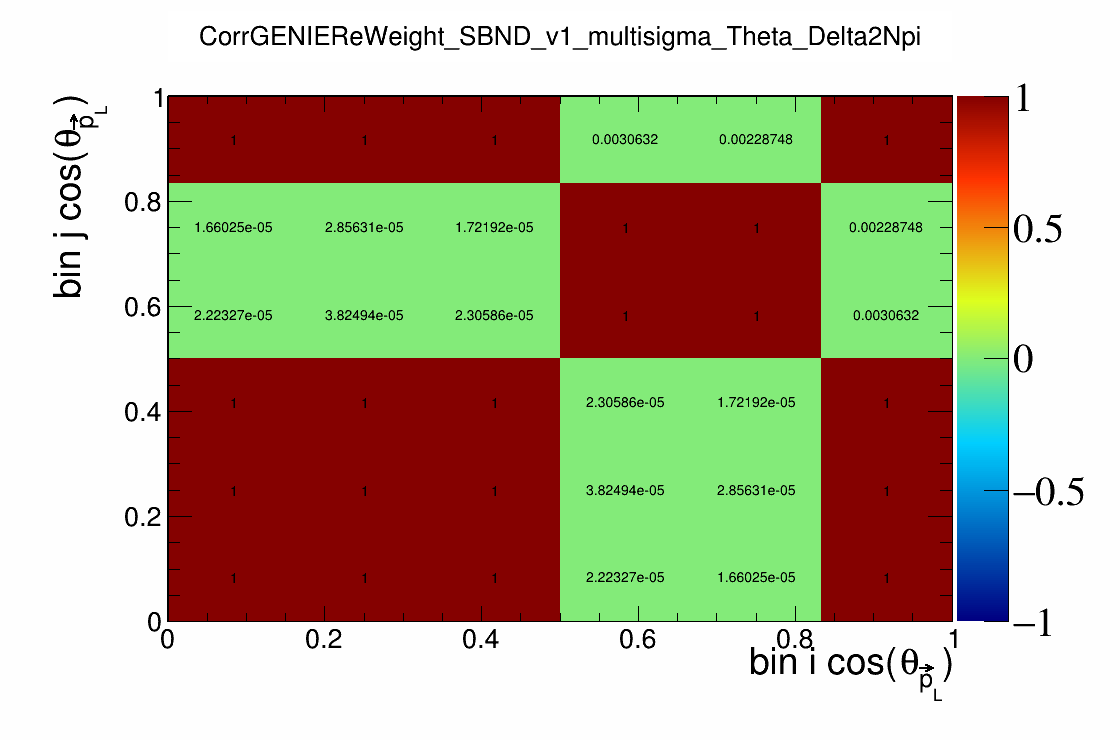 CorrGENIEReWeight_SBND_v1_multisigma_Theta_Delta2Npi
bin j cos(θ_p⃗_L)
1
0.8
0.6
0.4
0.2
0
1 1 1 0.0030632 0.00228748 1
1.66025e-05 2.85631e-05 1.72192e-05 1 1 0.00228748
2.22327e-05 3.82494e-05 2.30586e-05 1 1 0.0030632
1 1 1 2.30586e-05 1.72192e-05 1
1 1 1 3.82494e-05 2.85631e-05 1
1 1 1 2.22327e-05 1.66025e-05 1
0 0.2 0.4 0.6 0.8 1
bin i cos(θ_p⃗_L)
1
0.5
0
−0.5
−1